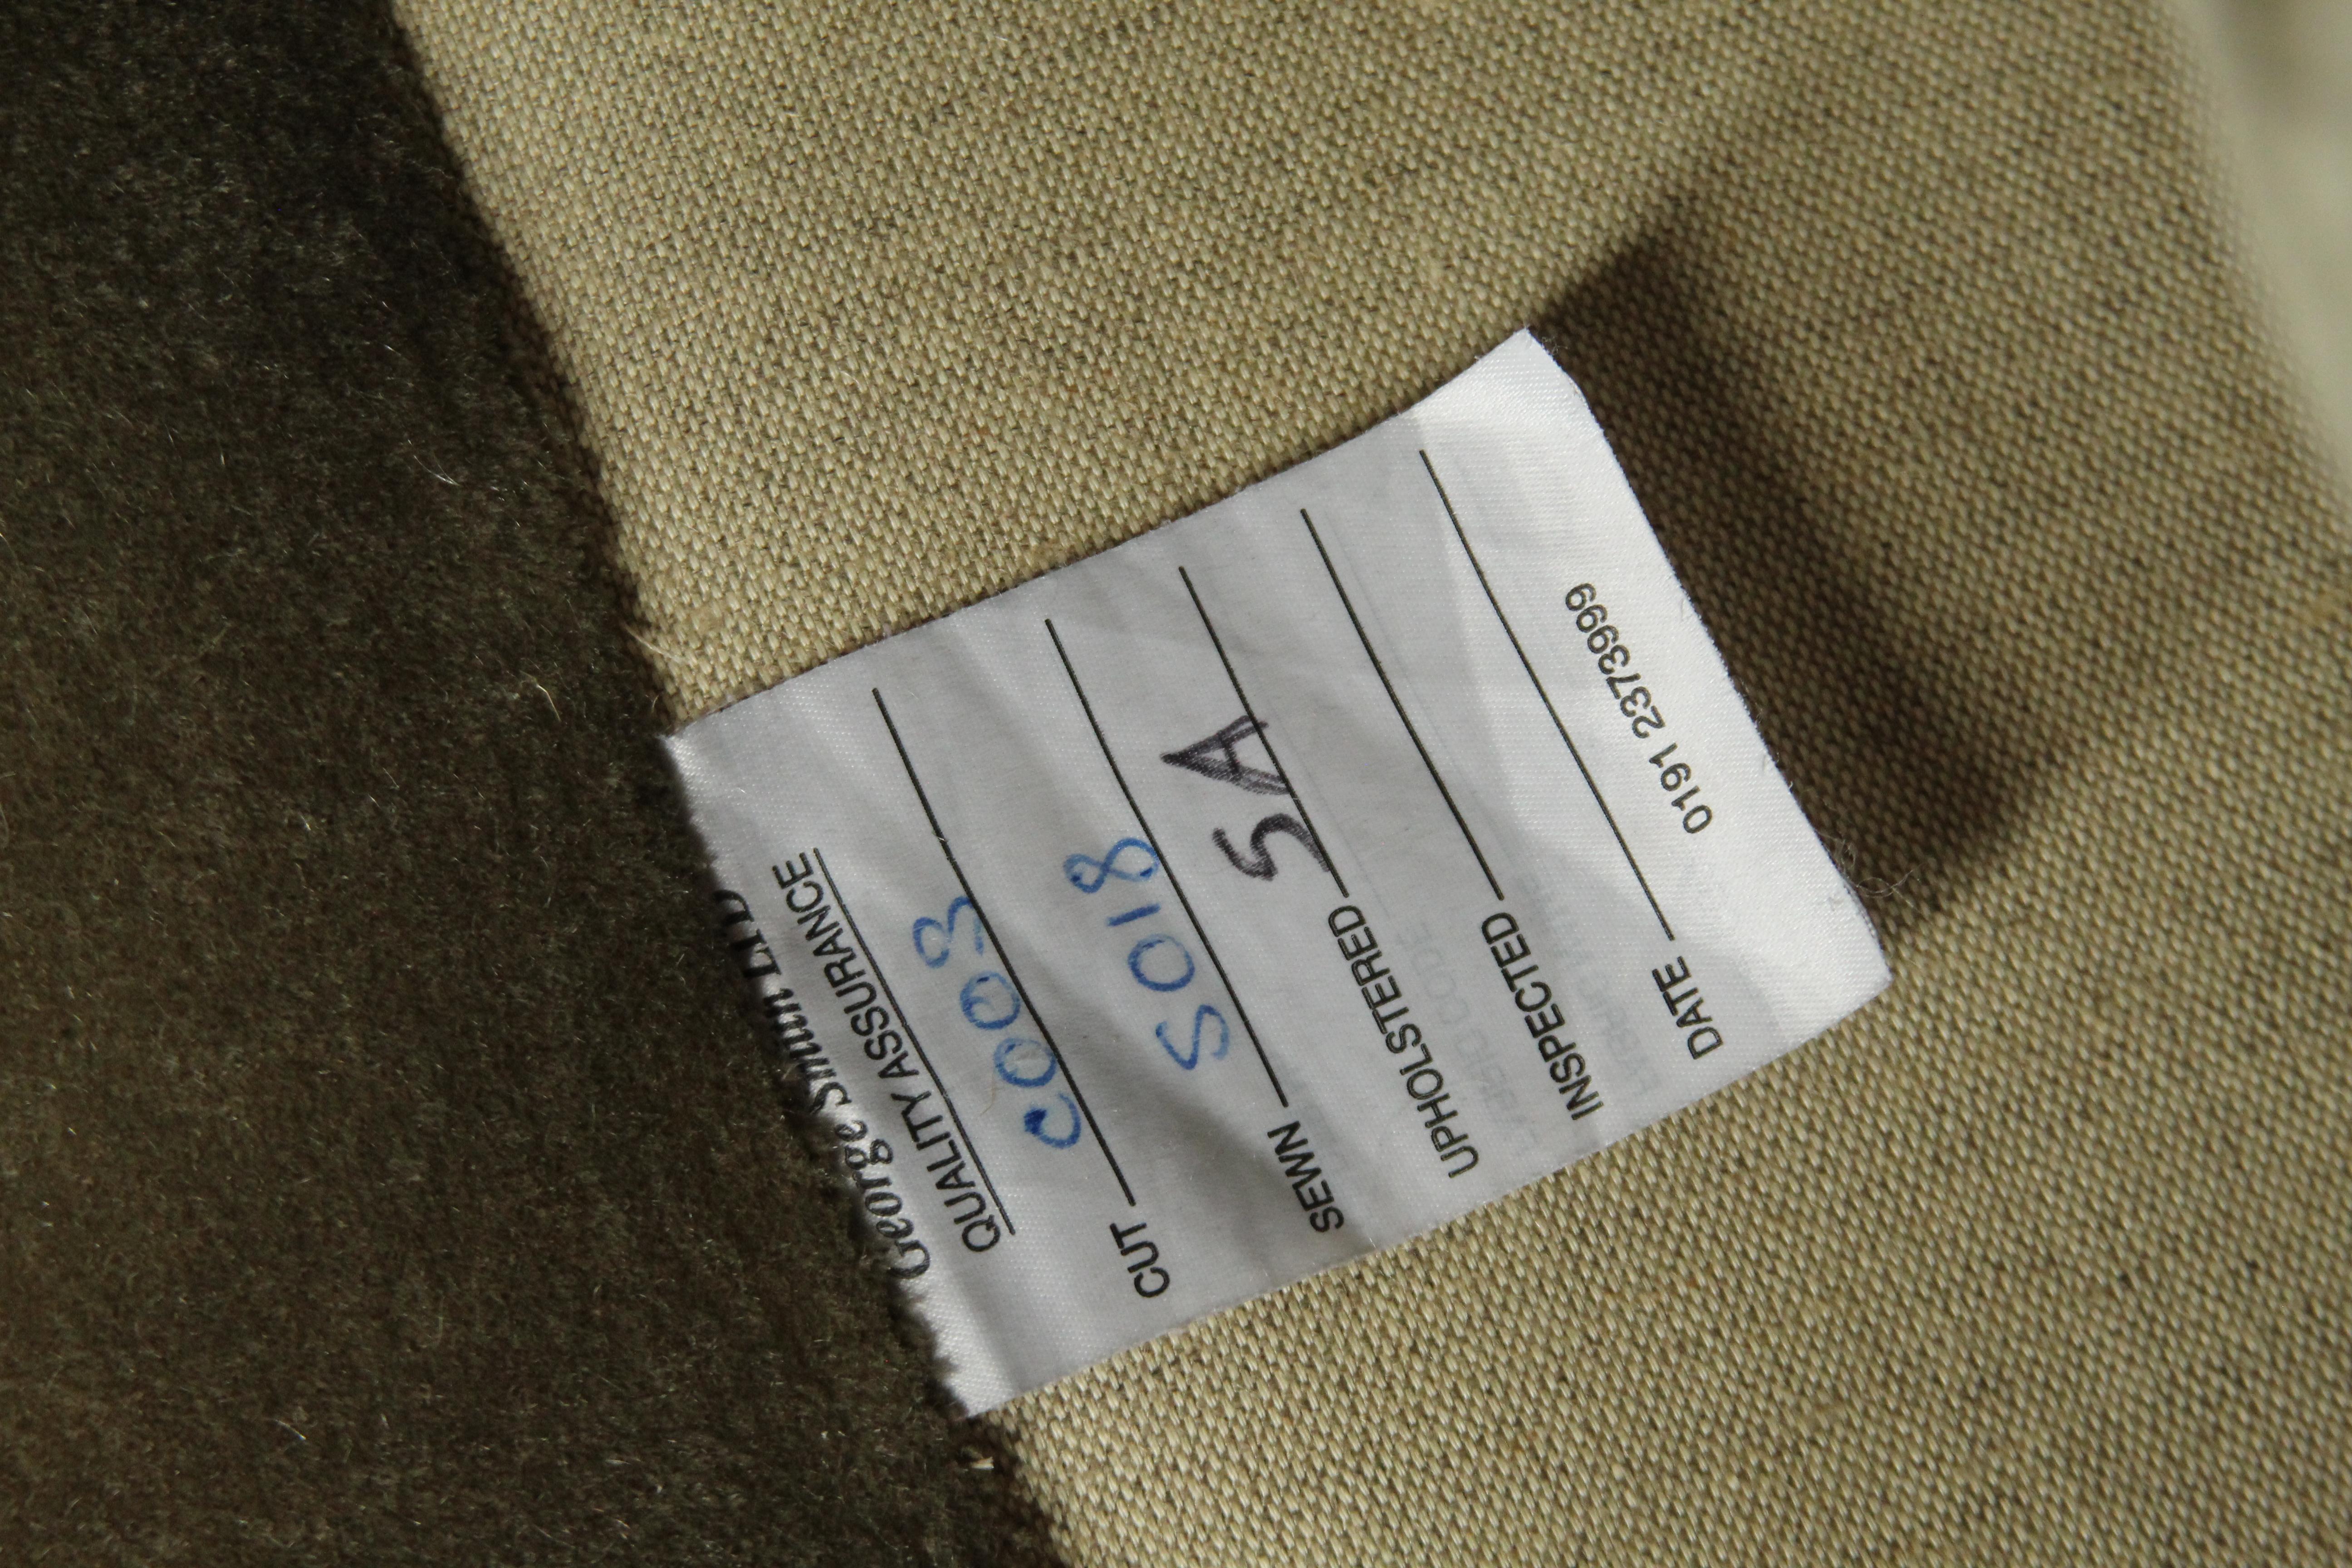 George Smith LTD
QUALITY ASSURANCE
CUT C003
SEWN S018
UPHOLSTERED SA
INSPECTED
DATE
0191 2373999